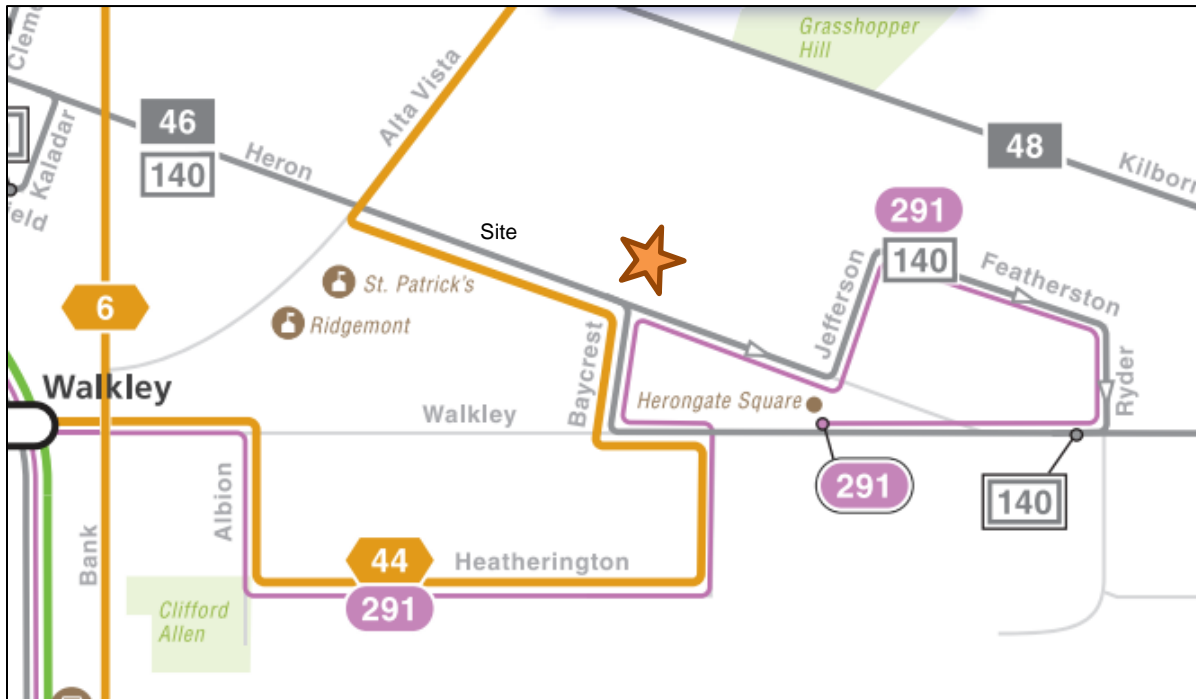 Grasshopper
Hill
Alta Vista
46
140
Kaladar
Heron
48
291
140
Site
Jefferson
Featherston
St. Patrick's
6
Ridgemont
Baycrest
Ryder
Walkley
Herongate Square
Walkley
291
140
Albion
Bank
44
Heatherington
291
Clifford
Allen